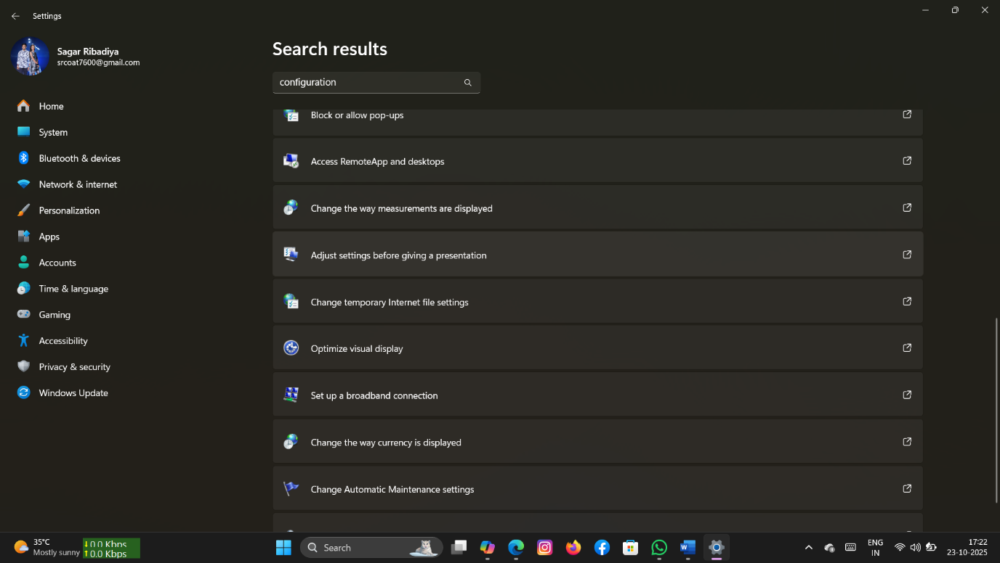 Settings
Sagar Ribadiya
srcoat7600@gmail.com
Home
System
Bluetooth & devices
Network & internet
Personalization
Apps
Accounts
Time & language
Gaming
Accessibility
Privacy & security
Windows Update
Search results
configuration
Block or allow pop-ups
Access RemoteApp and desktops
Change the way measurements are displayed
Adjust settings before giving a presentation
Change temporary Internet file settings
Optimize visual display
Set up a broadband connection
Change the way currency is displayed
Change Automatic Maintenance settings
35°C
Mostly sunny
0.0 Kbps
0.0 Kbps
Search
ENG
IN
17:22
23-10-2025